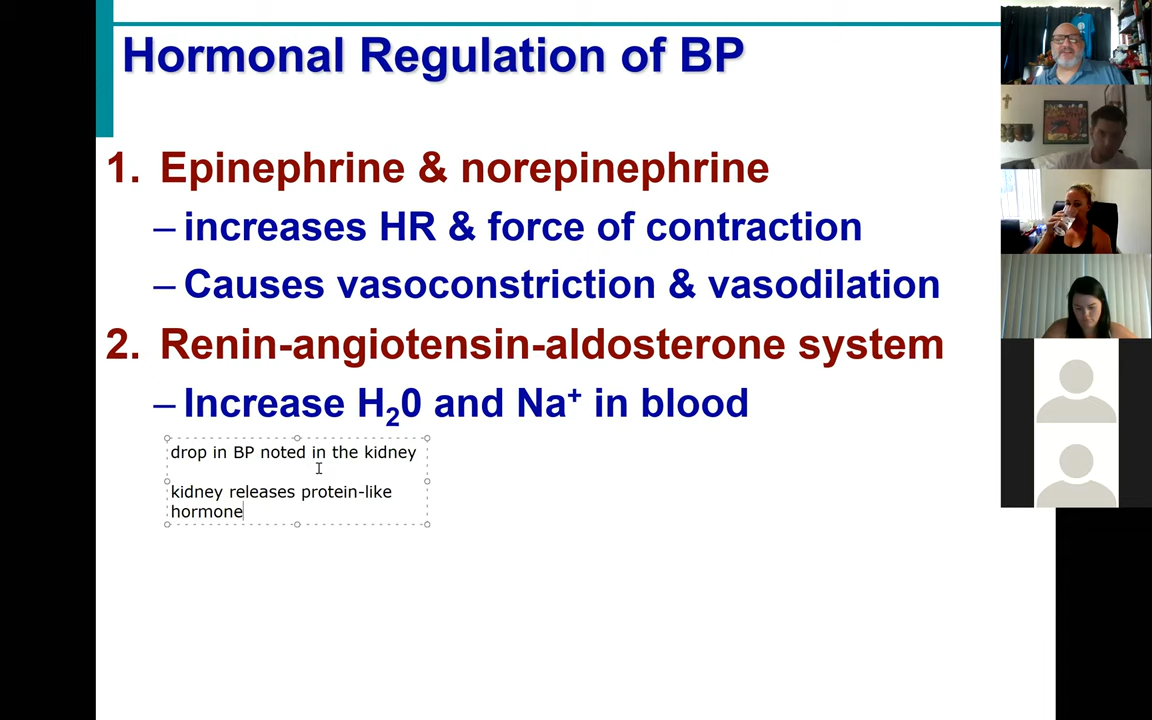 Hormonal Regulation of BP
1. Epinephrine & norepinephrine
– increases HR & force of contraction
– Causes vasoconstriction & vasodilation
2. Renin-angiotensin-aldosterone system
– Increase H₂0 and Na⁺ in blood
drop in BP noted in the kidney
kidney releases protein-like
hormone